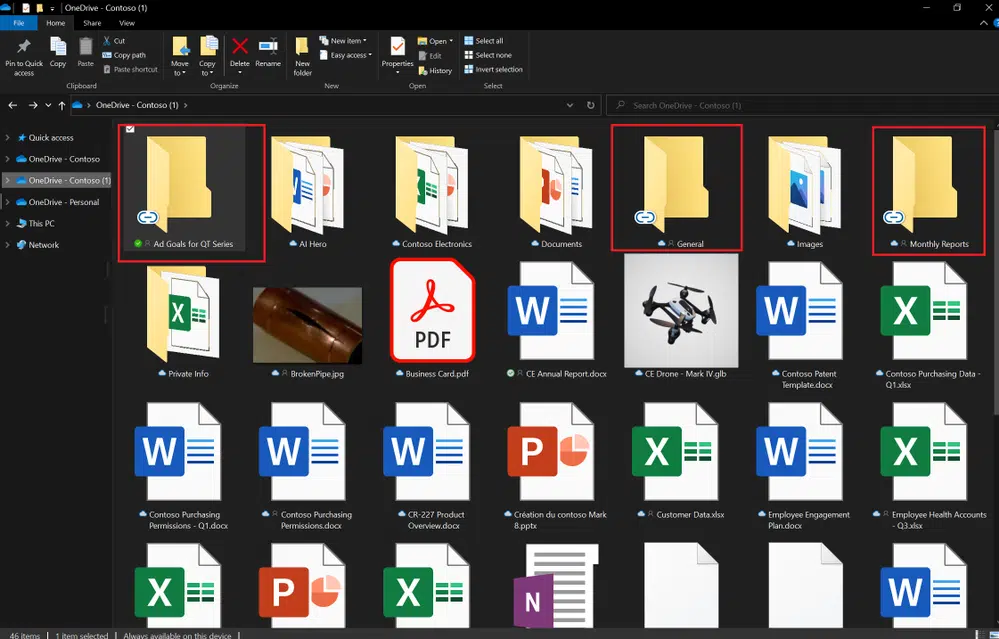 OneDrive - Contoso (1)
File Home Share View
Pin to Quick access
Copy
Paste
Cut
Copy path
Paste shortcut
Clipboard
Move to
Copy to
Delete
Rename
Organize
New folder
New item
Easy access
New
Properties
Open
Edit
History
Open
Select all
Select none
Invert selection
Select
OneDrive - Contoso (1)
Search OneDrive - Contoso (1)
Quick access
OneDrive - Contoso
OneDrive - Contoso (1)
OneDrive - Personal
This PC
Network
Ad Goals for QT Series
AI Hero
Contoso Electronics
Documents
General
Images
Monthly Reports
Private Info
BrokenPipe.jpg
PDF
Business Card.pdf
W
CE Annual Report.docx
CE Drone - Mark IV.glb
W
Contoso Patent
Template.docx
X
Contoso Purchasing Data -
Q1.xlsx
W
Contoso Purchasing
Permissions - Q1.docx
W
Contoso Purchasing
Permissions.docx
W
CR-227 Product
Overview.docx
P
Création du contoso Mark
8.pptx
X
Customer Data.xlsx
W
Employee Engagement
Plan.docx
X
Employee Health Accounts
- Q3.xlsx
X
P
X
N
W
46 items
1 item selected
Always available on this device